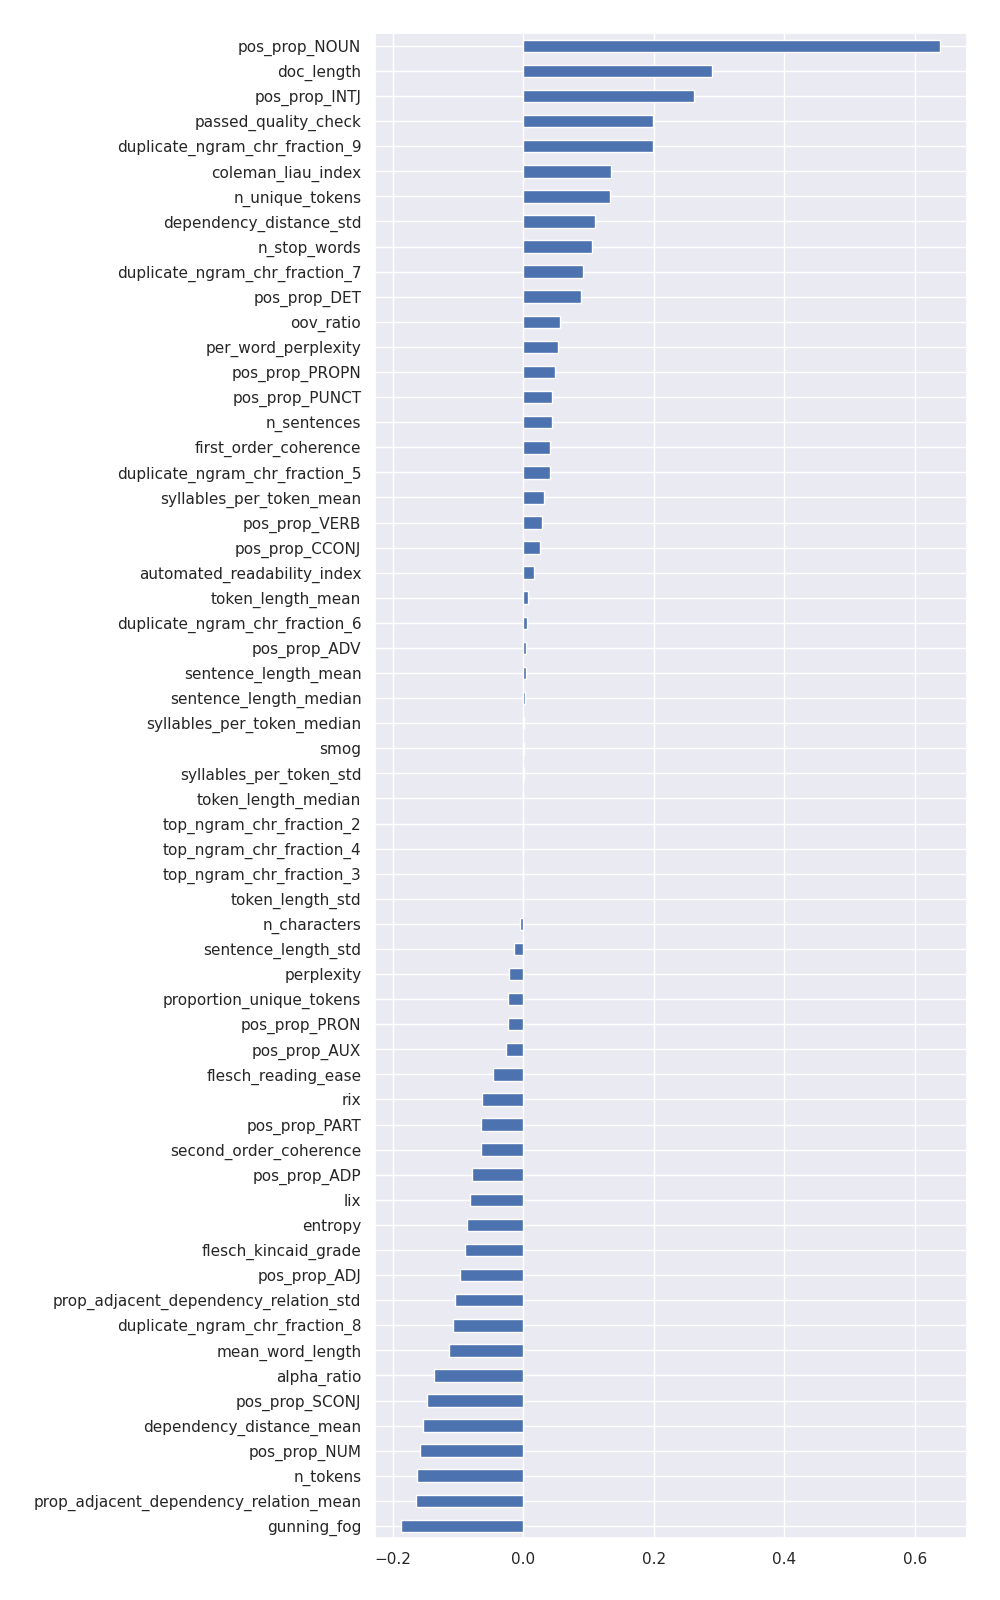 pos_prop_NOUN
doc_length
pos_prop_INTJ
passed_quality_check
duplicate_ngram_chr_fraction_9
coleman_liau_index
n_unique_tokens
dependency_distance_std
n_stop_words
duplicate_ngram_chr_fraction_7
pos_prop_DET
oov_ratio
per_word_perplexity
pos_prop_PROPN
pos_prop_PUNCT
n_sentences
first_order_coherence
duplicate_ngram_chr_fraction_5
syllables_per_token_mean
pos_prop_VERB
pos_prop_CCONJ
automated_readability_index
token_length_mean
duplicate_ngram_chr_fraction_6
pos_prop_ADV
sentence_length_mean
sentence_length_median
syllables_per_token_median
smog
syllables_per_token_std
token_length_median
top_ngram_chr_fraction_2
top_ngram_chr_fraction_4
top_ngram_chr_fraction_3
token_length_std
n_characters
sentence_length_std
perplexity
proportion_unique_tokens
pos_prop_PRON
pos_prop_AUX
flesch_reading_ease
rix
pos_prop_PART
second_order_coherence
pos_prop_ADP
lix
entropy
flesch_kincaid_grade
pos_prop_ADJ
prop_adjacent_dependency_relation_std
duplicate_ngram_chr_fraction_8
mean_word_length
alpha_ratio
pos_prop_SCONJ
dependency_distance_mean
pos_prop_NUM
n_tokens
prop_adjacent_dependency_relation_mean
gunning_fog
−0.2 0.0 0.2 0.4 0.6